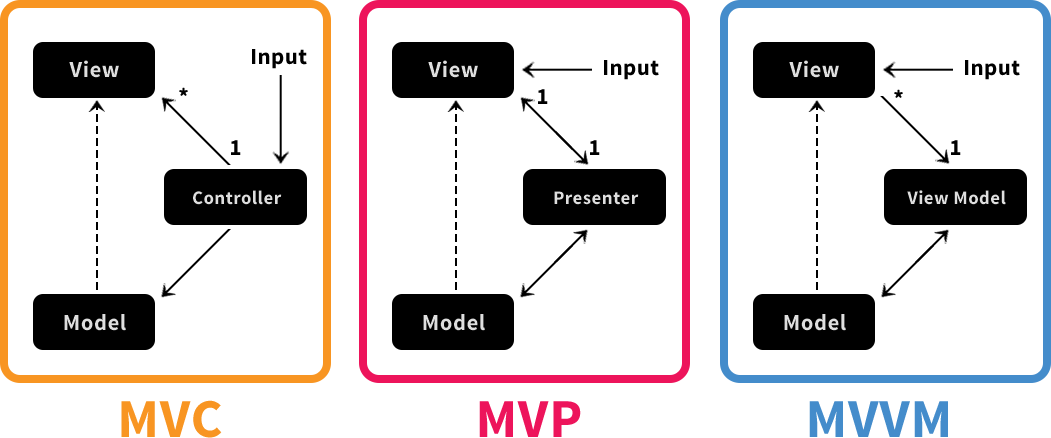 View
Input
*
1
Controller
Model
MVC
View
Input
1
1
Presenter
Model
MVP
View
Input
*
1
View Model
Model
MVVM